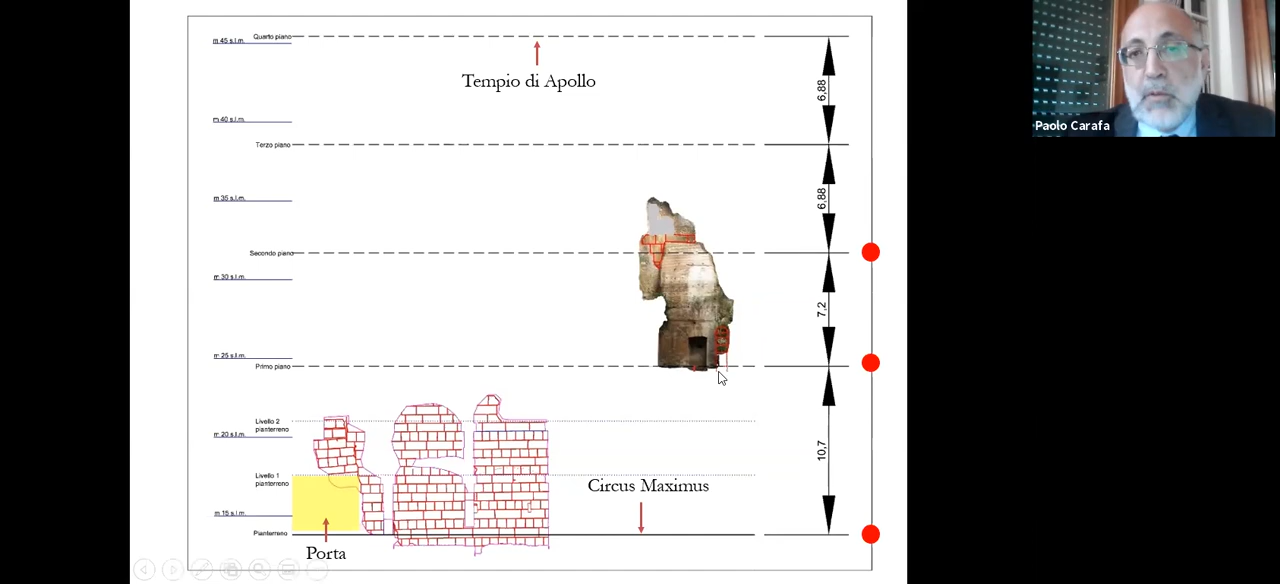 Quarto piano
m 45 s.l.m.
Tempio di Apollo
6,88
m 40 s.l.m.
Terzo piano
m 35 s.l.m.
6,88
Secondo piano
m 30 s.l.m.
7,2
m 25 s.l.m.
Primo piano
Livello 2
pianterreno
m 20 s.l.m.
10,7
Livello 1
pianterreno
Circus Maximus
m 15 s.l.m.
Pianterreno
Porta
Paolo Carafa